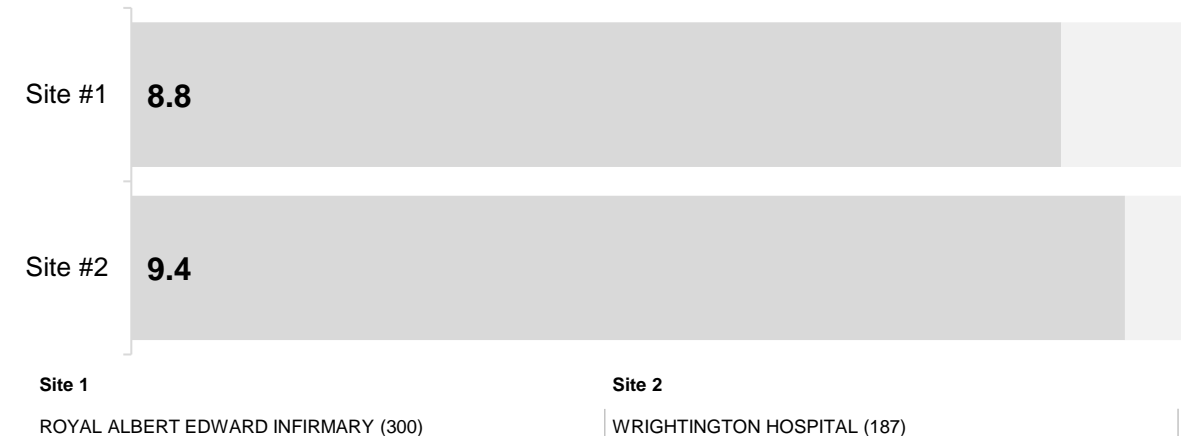 Site #1 8.8
Site #2 9.4
Site 1 Site 2
ROYAL ALBERT EDWARD INFIRMARY (300) WRIGHTINGTON HOSPITAL (187)